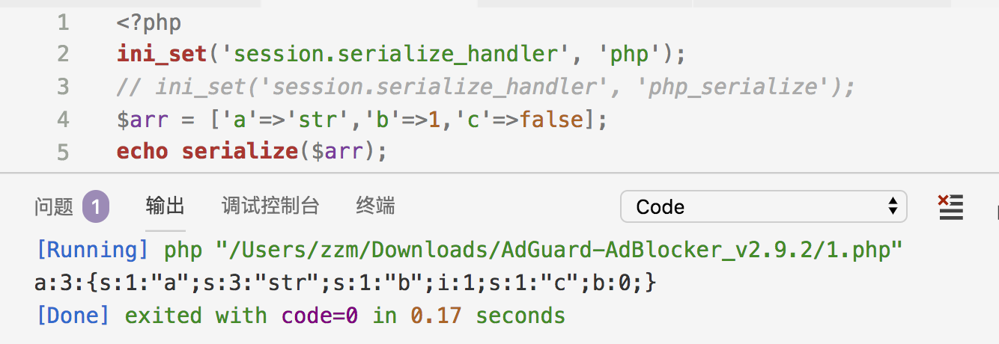 1 <?php
2 ini_set('session.serialize_handler', 'php');
3 // ini_set('session.serialize_handler', 'php_serialize');
4 $arr = ['a'=>'str','b'=>1,'c'=>false];
5 echo serialize($arr);
问题 1 输出 调试控制台 终端 Code
[Running] php "/Users/zzm/Downloads/AdGuard-AdBlocker_v2.9.2/1.php"
a:3:{s:1:"a";s:3:"str";s:1:"b";i:1;s:1:"c";b:0;}
[Done] exited with code=0 in 0.17 seconds